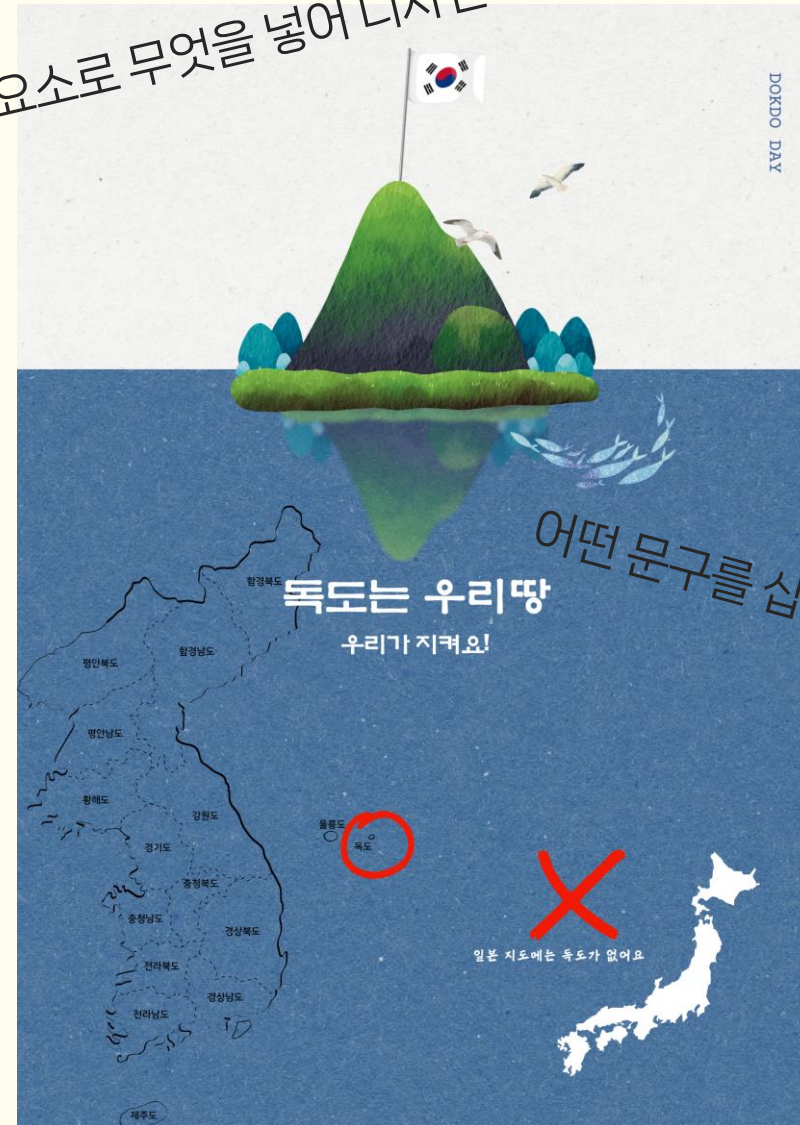 요소로 무엇을 넣어
DOKDO DAY
어떤 문구를
함경북도
독도는 우리땅
우리가 지켜요!
함경남도
평안북도
평안남도
황해도
강원도
울릉도
독도
경기도
충청북도
충청남도
경상북도
일본 지도에는 독도가 없어요
전라북도
경상남도
전라남도
제주도